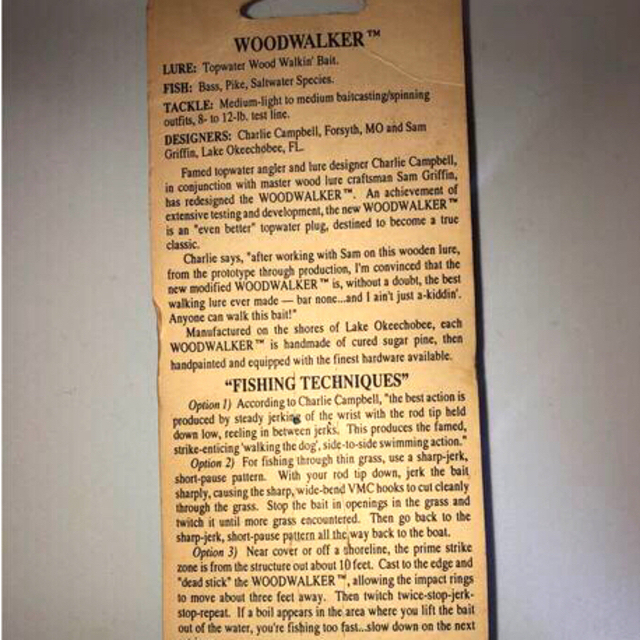 WOODWALKER™
LURE: Topwater Wood Walkin' Bait.
FISH: Bass, Pike, Saltwater Species.
TACKLE: Medium-light to medium baitcasting/spinning
outfits, 8- to 12-lb. test line.
DESIGNERS: Charlie Campbell, Forsyth, MO and Sam
Griffin, Lake Okeechobee, FL.
Famed topwater angler and lure designer Charlie Campbell,
in conjunction with master wood lure craftsman Sam Griffin,
has redesigned the WOODWALKER™. An achievement of
extensive testing and development, the new WOODWALKER™
is an "even better" topwater plug, destined to become a true
classic.
Charlie says, "after working with Sam on this wooden lure,
from the prototype through production, I'm convinced that the
new modified WOODWALKER™ is, without a doubt, the best
walking lure ever made — bar none...and I ain't just a-kiddin'.
Anyone can walk this bait!"
Manufactured on the shores of Lake Okeechobee, each
WOODWALKER™ is handmade of cured sugar pine, then
handpainted and equipped with the finest hardware available.
"FISHING TECHNIQUES"
Option 1) According to Charlie Campbell, "the best action is
produced by steady jerking of the wrist with the rod tip held
down low, reeling in between jerks. This produces the famed,
strike-enticing 'walking the dog', side-to-side swimming action."
Option 2) For fishing through thin grass, use a sharp-jerk,
short-pause pattern. With your rod tip down, jerk the bait
sharply, causing the sharp, wide-bend VMC hooks to cut cleanly
through the grass. Stop the bait in openings in the grass and
twitch it until more grass encountered. Then go back to the
sharp-jerk, short-pause pattern all the way back to the boat.
Option 3) Near cover or off a shoreline, the prime strike
zone is from the structure out about 10 feet. Cast to the edge and
"dead stick" the WOODWALKER™, allowing the impact rings
to move about three feet away. Then twitch twice-stop-jerk-
stop-repeat. If a boil appears in the area where you lift the bait
out of the water, you're fishing too fast...slow down on the next